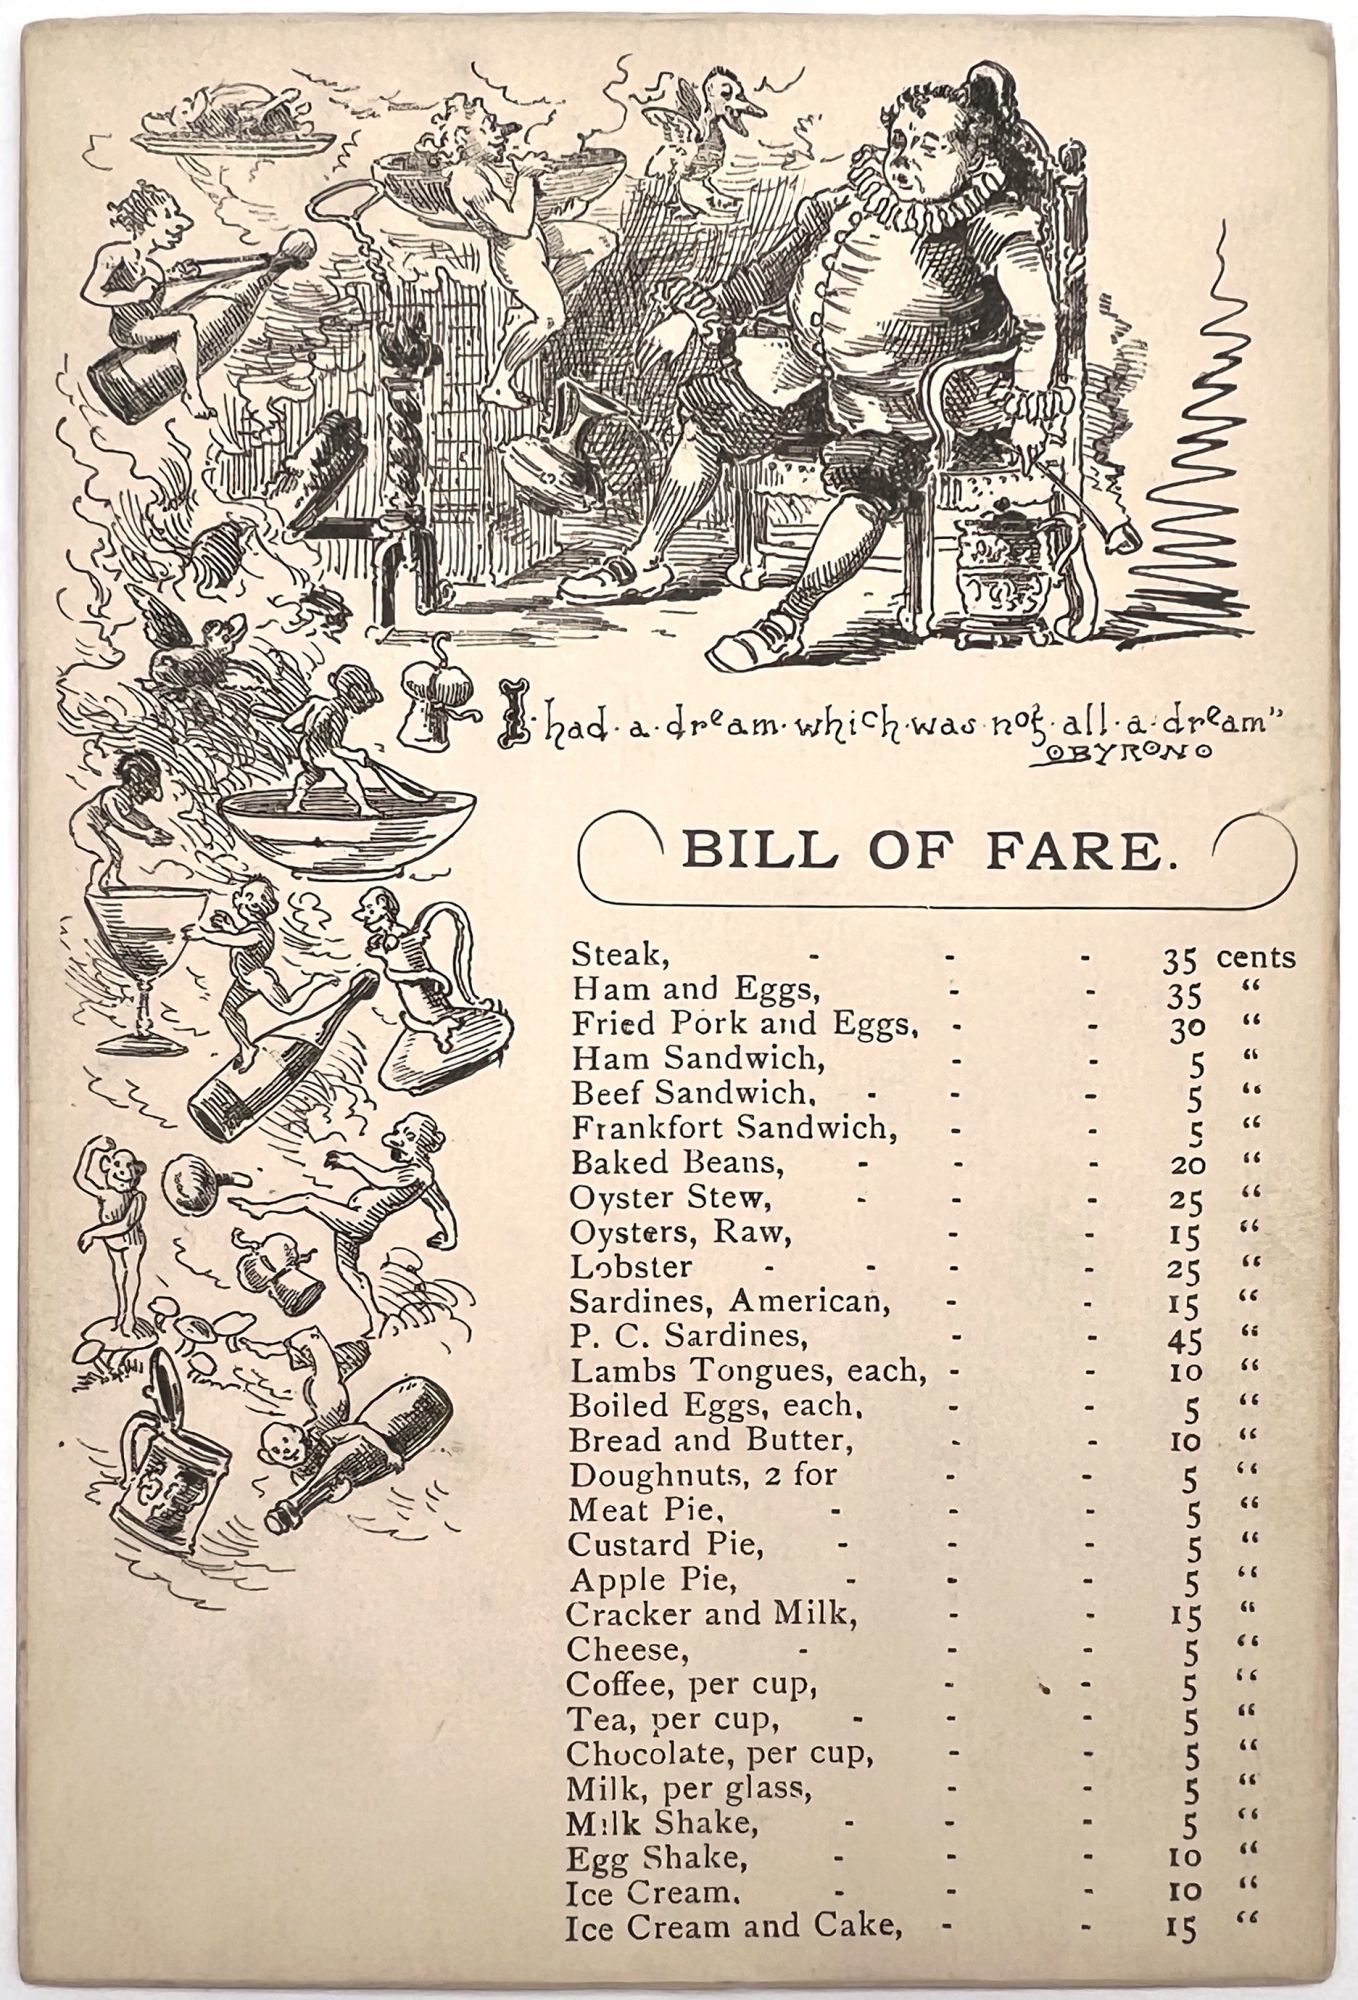 "I·had·a·dream·which·was·not·all·a·dream"
BYRON
BILL OF FARE.
Steak, - - - 35 cents
Ham and Eggs, - - 35 "
Fried Pork and Eggs, - - 30 "
Ham Sandwich, - - 5 "
Beef Sandwich, - - - 5 "
Frankfort Sandwich, - - 5 "
Baked Beans, - - - 20 "
Oyster Stew, - - - 25 "
Oysters, Raw, - - 15 "
Lobster - - - - 25 "
Sardines, American, - - 15 "
P. C. Sardines, - - 45 "
Lambs Tongues, each, - - 10 "
Boiled Eggs, each, - - 5 "
Bread and Butter, - - 10 "
Doughnuts, 2 for - - 5 "
Meat Pie, - - - 5 "
Custard Pie, - - - 5 "
Apple Pie, - - - 5 "
Cracker and Milk, - - 15 "
Cheese, - - - 5 "
Coffee, per cup, - - 5 "
Tea, per cup, - - - 5 "
Chocolate, per cup, - - 5 "
Milk, per glass, - - 5 "
Milk Shake, - - - 5 "
Egg Shake, - - - 10 "
Ice Cream. - - - 10 "
Ice Cream and Cake, - - 15 "